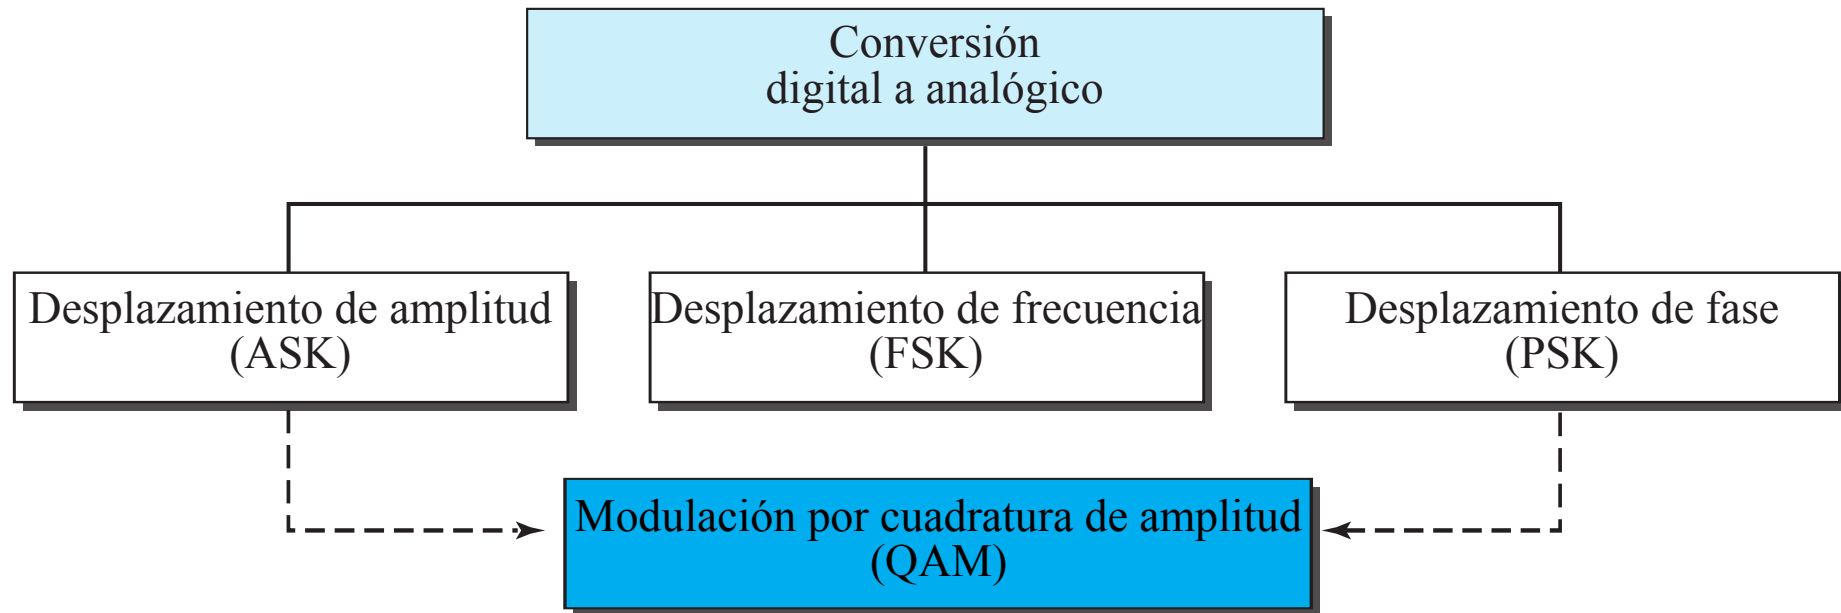 Conversión
digital a analógico
Desplazamiento de amplitud
(ASK)
Desplazamiento de frecuencia
(FSK)
Desplazamiento de fase
(PSK)
Modulación por cuadratura de amplitud
(QAM)